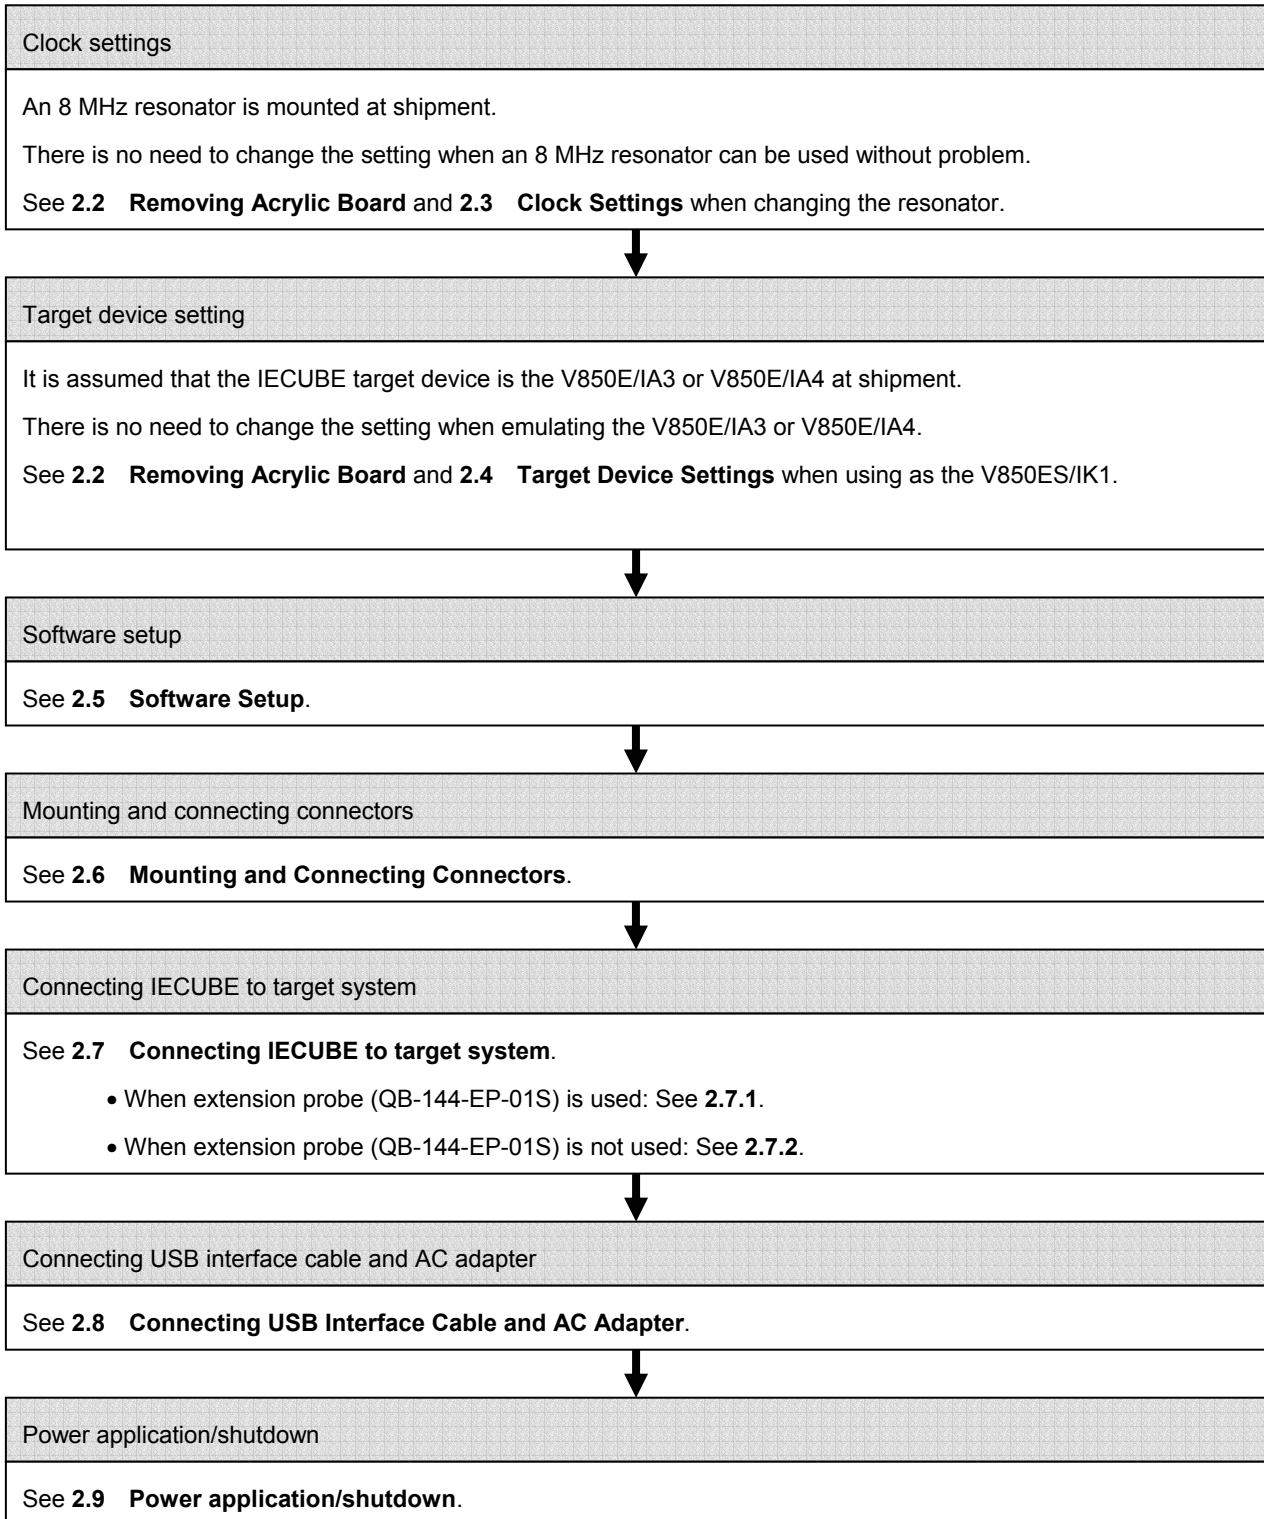 Clock settings
An 8 MHz resonator is mounted at shipment.
There is no need to change the setting when an 8 MHz resonator can be used without problem.
See 2.2 Removing Acrylic Board and 2.3 Clock Settings when changing the resonator.
Target device setting
It is assumed that the IECUBE target device is the V850E/IA3 or V850E/IA4 at shipment.
There is no need to change the setting when emulating the V850E/IA3 or V850E/IA4.
See 2.2 Removing Acrylic Board and 2.4 Target Device Settings when using as the V850ES/IK1.
Software setup
See 2.5 Software Setup.
Mounting and connecting connectors
See 2.6 Mounting and Connecting Connectors.
Connecting IECUBE to target system
See 2.7 Connecting IECUBE to target system.
• When extension probe (QB-144-EP-01S) is used: See 2.7.1.
• When extension probe (QB-144-EP-01S) is not used: See 2.7.2.
Connecting USB interface cable and AC adapter
See 2.8 Connecting USB Interface Cable and AC Adapter.
Power application/shutdown
See 2.9 Power application/shutdown.